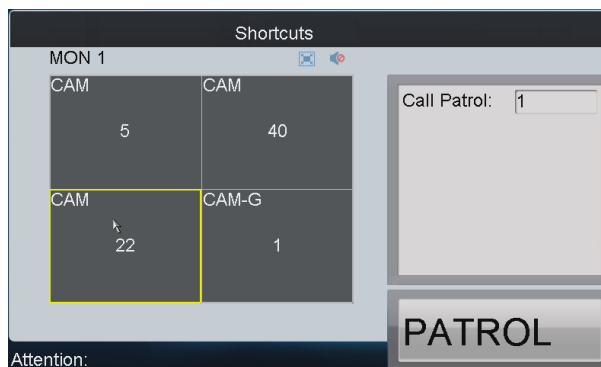 Shortcuts
MON 1
CAM
CAM
5
40
CAM
CAM-G
22
1
Call Patrol: 1
PATROL
Attention: